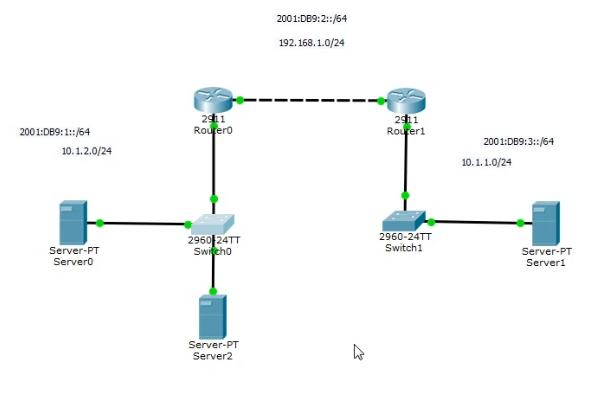 2001:DB9:2::/64
192.168.1.0/24
2911
Router0
2911
Router1
2001:DB9:1::/64
10.1.2.0/24
2001:DB9:3::/64
10.1.1.0/24
2960-24TT
Switch0
2960-24TT
Switch1
Server-PT
Server0
Server-PT
Server1
Server-PT
Server2